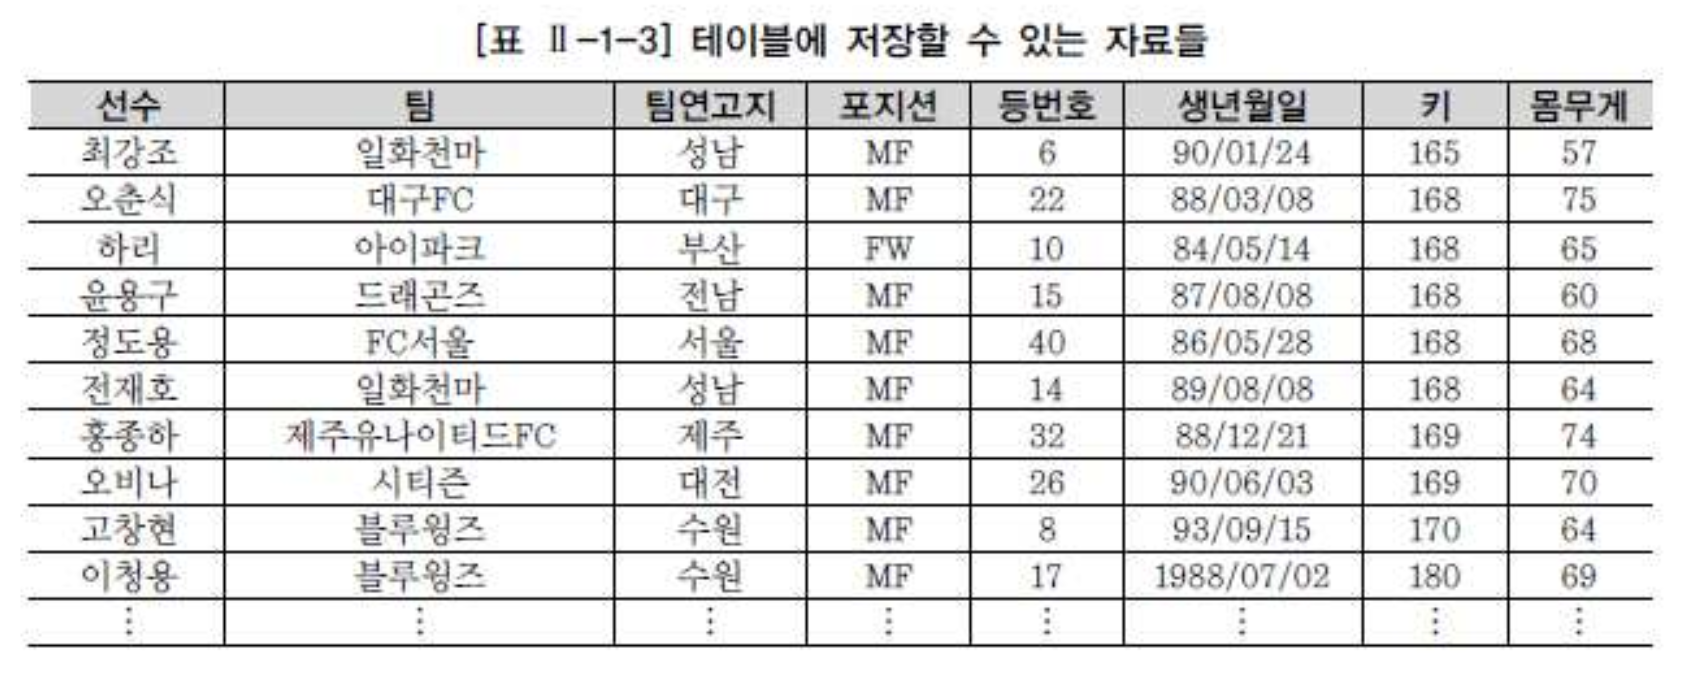 [표 Ⅱ-1-3] 테이블에 저장할 수 있는 자료들
선수 팀 팀연고지 포지션 등번호 생년월일 키 몸무게
최강조 일화천마 성남 MF 6 90/01/24 165 57
오춘식 대구FC 대구 MF 22 88/03/08 168 75
하리 아이파크 부산 FW 10 84/05/14 168 65
윤용구 드래곤즈 전남 MF 15 87/08/08 168 60
정도용 FC서울 서울 MF 40 86/05/28 168 68
전재호 일화천마 성남 MF 14 89/08/08 168 64
홍종하 제주유나이티드FC 제주 MF 32 88/12/21 169 74
오비나 시티즌 대전 MF 26 90/06/03 169 70
고창현 블루윙즈 수원 MF 8 93/09/15 170 64
이청용 블루윙즈 수원 MF 17 1988/07/02 180 69
⋮ ⋮ ⋮ ⋮ ⋮ ⋮ ⋮ ⋮